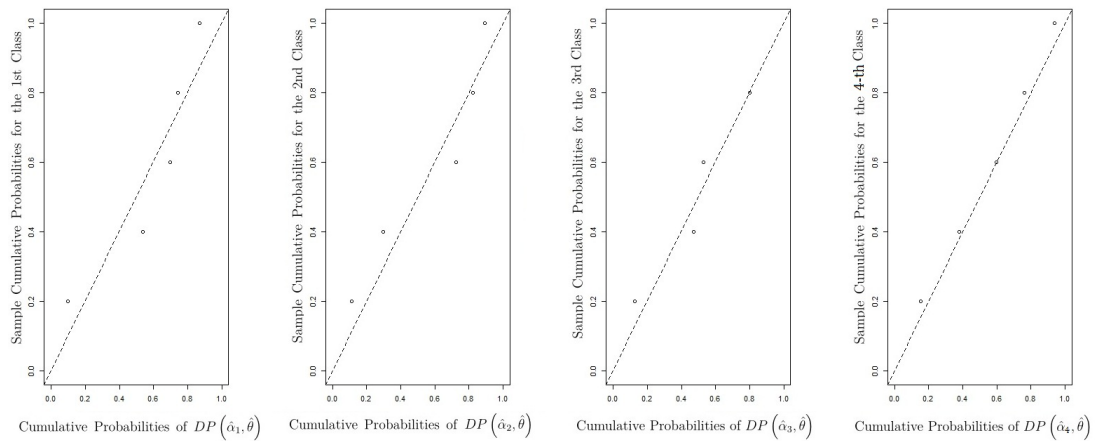 Sample Cumulative Probabilities for the 1st Class
1.0
0.8
0.6
0.4
0.2
0.0
0.0 0.2 0.4 0.6 0.8 1.0
Cumulative Probabilities of DP (α̂₁, θ̂)
Sample Cumulative Probabilities for the 2nd Class
1.0
0.8
0.6
0.4
0.2
0.0
0.0 0.2 0.4 0.6 0.8 1.0
Cumulative Probabilities of DP (α̂₂, θ̂)
Sample Cumulative Probabilities for the 3rd Class
1.0
0.8
0.6
0.4
0.2
0.0
0.0 0.2 0.4 0.6 0.8 1.0
Cumulative Probabilities of DP (α̂₃, θ̂)
Sample Cumulative Probabilities for the 4-th Class
1.0
0.8
0.6
0.4
0.2
0.0
0.0 0.2 0.4 0.6 0.8 1.0
Cumulative Probabilities of DP (α̂₄, θ̂)